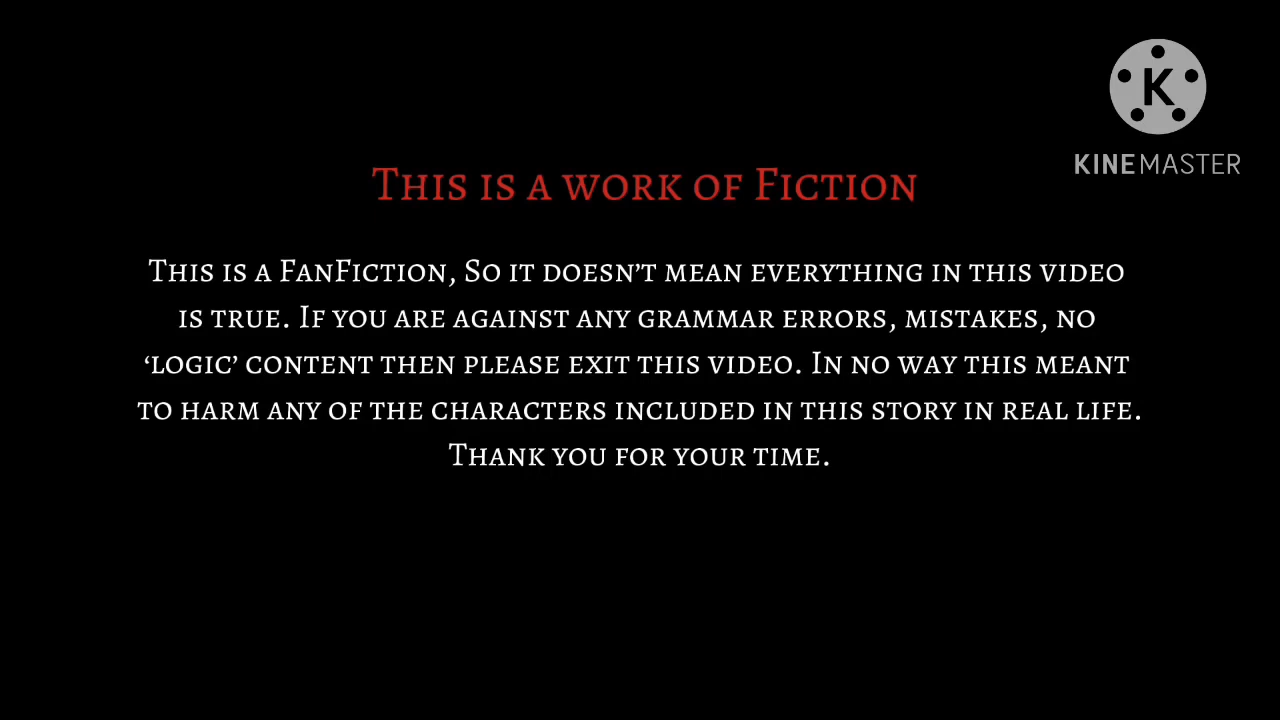 K
KINEMASTER
This is a work of Fiction
This is a FanFiction, So it doesn’t mean everything in this video
is true. If you are against any grammar errors, mistakes, no
‘logic’ content then please exit this video. In no way this meant
to harm any of the characters included in this story in real life.
Thank you for your time.